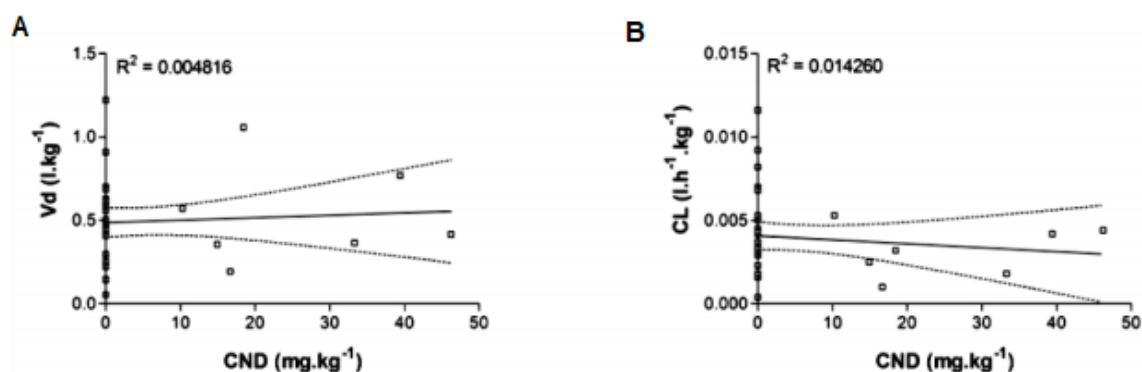 A
R² = 0.004816
Vd (l.kg⁻¹)
1.5
1.0
0.5
0.0
0 10 20 30 40 50
CND (mg.kg⁻¹)
B
R² = 0.014260
CL (l.h⁻¹.kg⁻¹)
0.015
0.010
0.005
0.000
0 10 20 30 40 50
CND (mg.kg⁻¹)